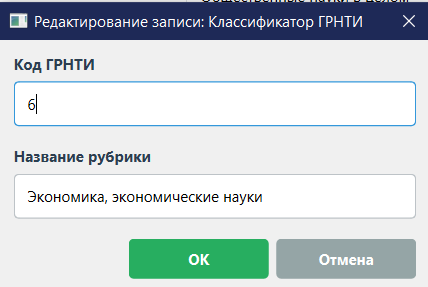 Редактирование записи: Классификатор ГРНТИ
Код ГРНТИ
6
Название рубрики
Экономика, экономические науки
ОК
Отмена